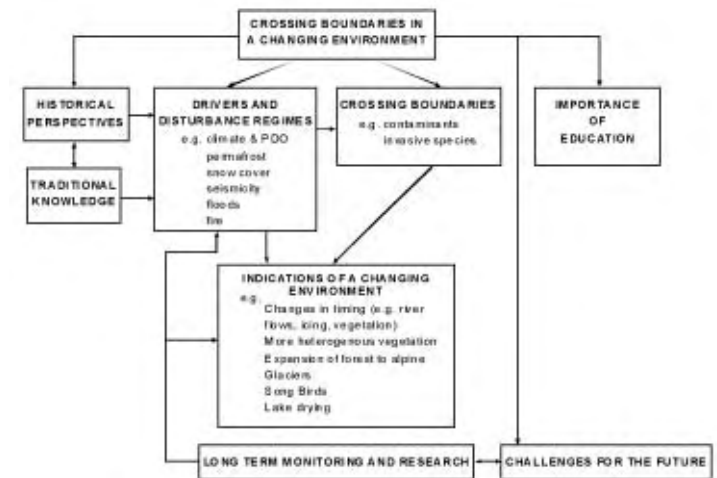 CROSSING BOUNDARIES IN
A CHANGING ENVIRONMENT
HISTORICAL
PERSPECTIVES
TRADITIONAL
KNOWLEDGE
DRIVERS AND
DISTURBANCE REGIMES
e.g. climate & PDO
permafrost
snow cover
seismicity
floods
fire
CROSSING BOUNDARIES
e.g. contaminants
invasive species
IMPORTANCE
OF
EDUCATION
INDICATIONS OF A CHANGING
ENVIRONMENT
e.g.
Changes in timing (e.g. river
flows, icing, vegetation)
More heterogenous vegetation
Expansion of forest to alpine
Glaciers
Song Birds
Lake drying
LONG TERM MONITORING AND RESEARCH
CHALLENGES FOR THE FUTURE